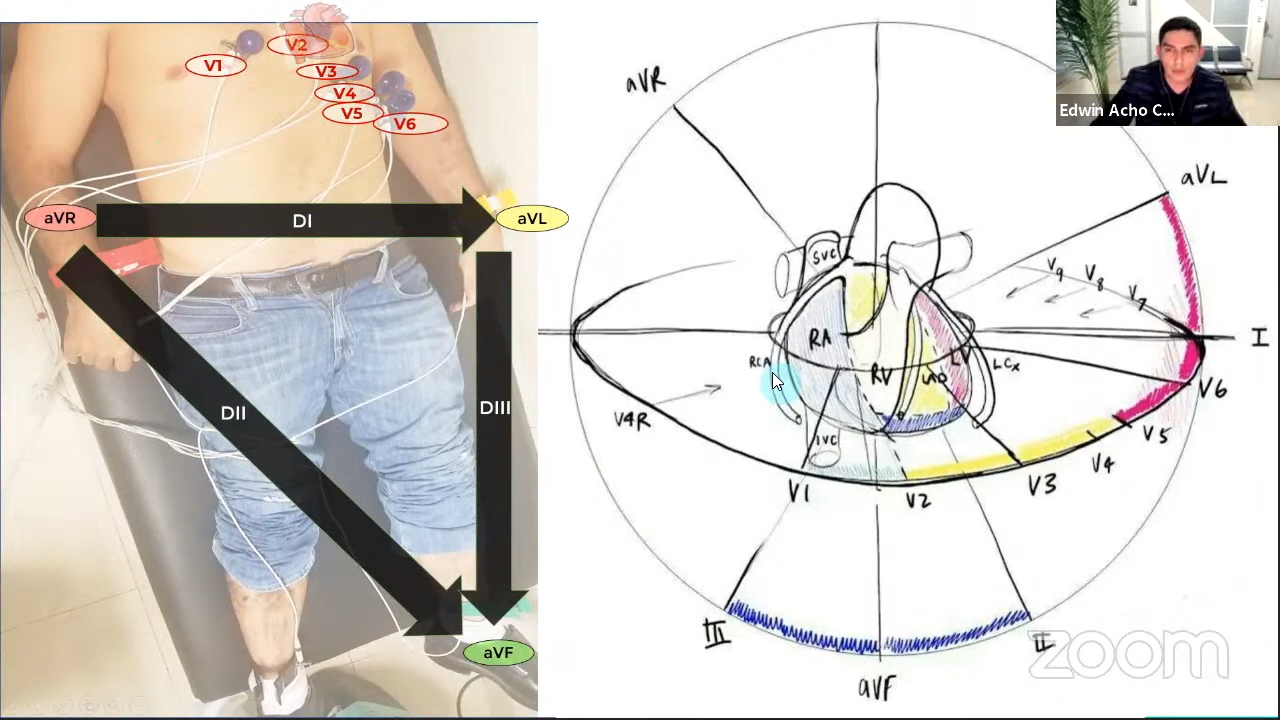 V1
V2
V3
V4
V5
V6
aVR
DI
aVL
DII
DIII
aVF
aVR
aVL
SVC
V9
V8
V7
I
RA
RCA
RV
LAD
LV
LCx
V6
V4R
V5
IVC
V4
V1
V2
V3
III
II
aVF
Edwin Acho C...
zoom